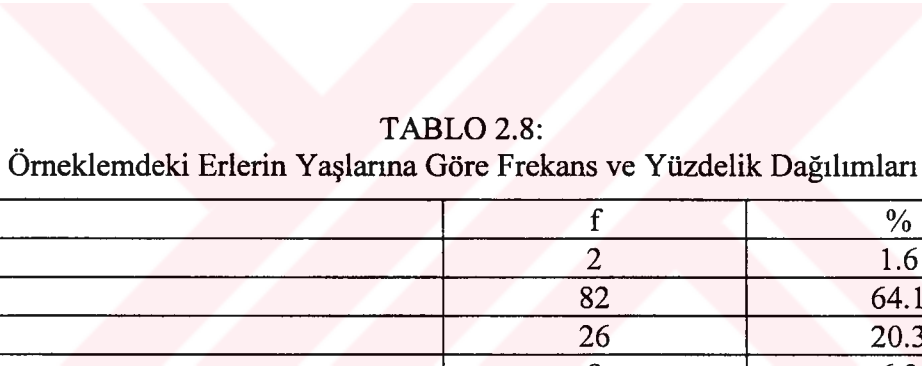 TABLO 2.8:
Örneklemdeki Erlerin Yaşlarına Göre Frekans ve Yüzdelik Dağılımları
f %
2 1.6
82 64.1
26 20.3